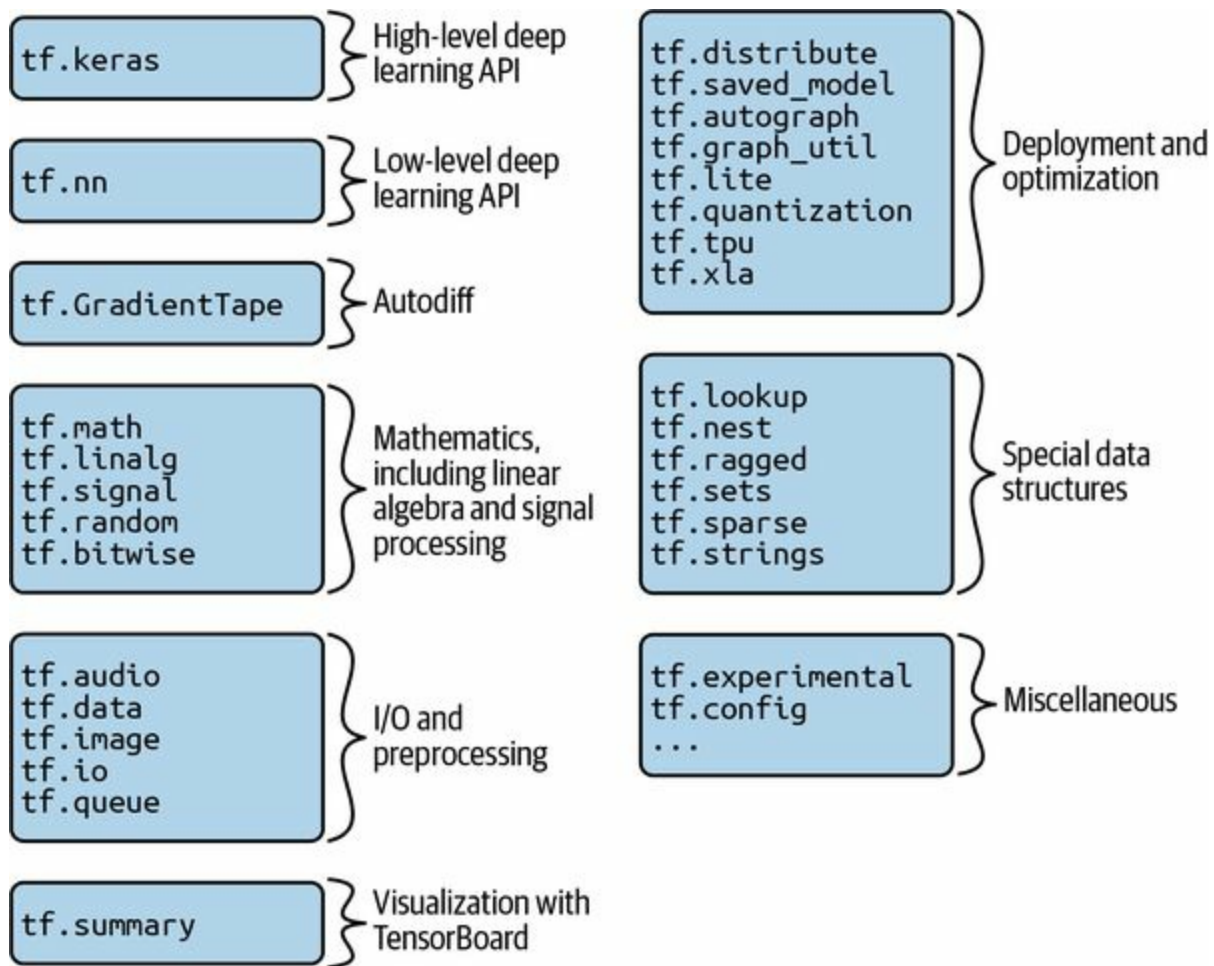 tf.keras
High-level deep
learning API
tf.nn
Low-level deep
learning API
tf.GradientTape
Autodiff
tf.math
tf.linalg
tf.signal
tf.random
tf.bitwise
Mathematics,
including linear
algebra and signal
processing
tf.audio
tf.data
tf.image
tf.io
tf.queue
I/O and
preprocessing
tf.summary
Visualization with
TensorBoard
tf.distribute
tf.saved_model
tf.autograph
tf.graph_util
tf.lite
tf.quantization
tf.tpu
tf.xla
Deployment and
optimization
tf.lookup
tf.nest
tf.ragged
tf.sets
tf.sparse
tf.strings
Special data
structures
tf.experimental
tf.config
...
Miscellaneous